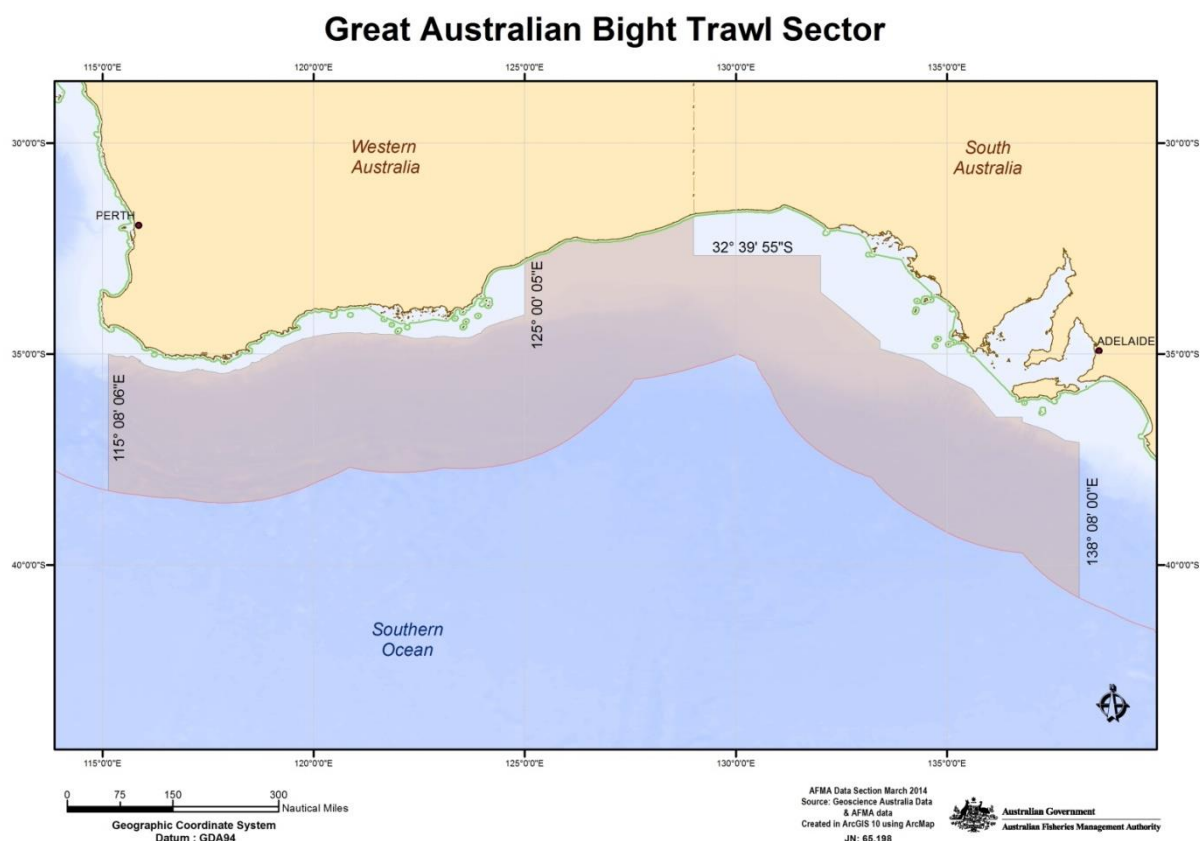 Great Australian Bight Trawl Sector
115°0'0"E 120°0'0"E 125°0'0"E 130°0'0"E 135°0'0"E
30°0'0"S 30°0'0"S
Western
Australia
South
Australia
PERTH
32° 39' 55"S
125° 00' 05"E
35°0'0"S 35°0'0"S
ADELAIDE
115° 08' 06"E
138° 08' 00"E
40°0'0"S 40°0'0"S
Southern
Ocean
115°0'0"E 120°0'0"E 125°0'0"E 130°0'0"E 135°0'0"E
0 75 150 300
Nautical Miles
Geographic Coordinate System
Datum : GDA94
AFMA Data Section March 2014
Source: Geoscience Australia Data
& AFMA data
Created in ArcGIS 10 using ArcMap
JN: 65.198
Australian Government
Australian Fisheries Management Authority